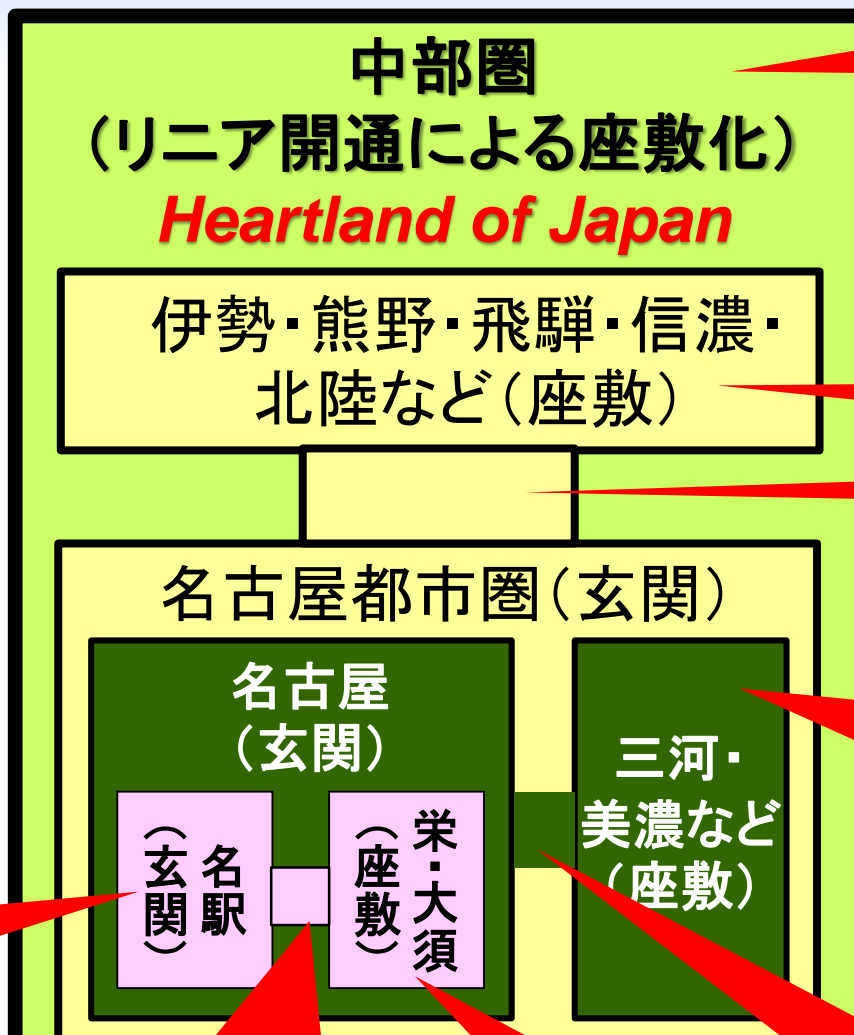 中部圏
（リニア開通による座敷化）
Heartland of Japan
伊勢・熊野・飛騨・信濃・
北陸など（座敷）
名古屋都市圏（玄関）
名古屋
（玄関）
名駅
（玄関）
栄・大須
（座敷）
三河・
美濃など
（座敷）